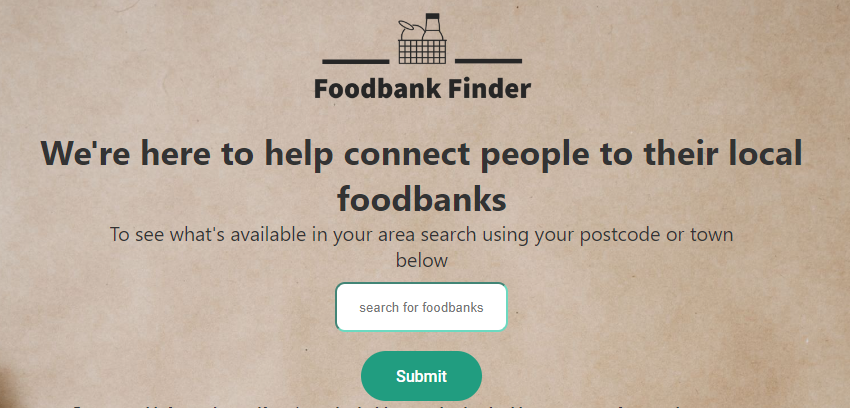 Foodbank Finder
We're here to help connect people to their local
foodbanks
To see what's available in your area search using your postcode or town
below
search for foodbanks
Submit